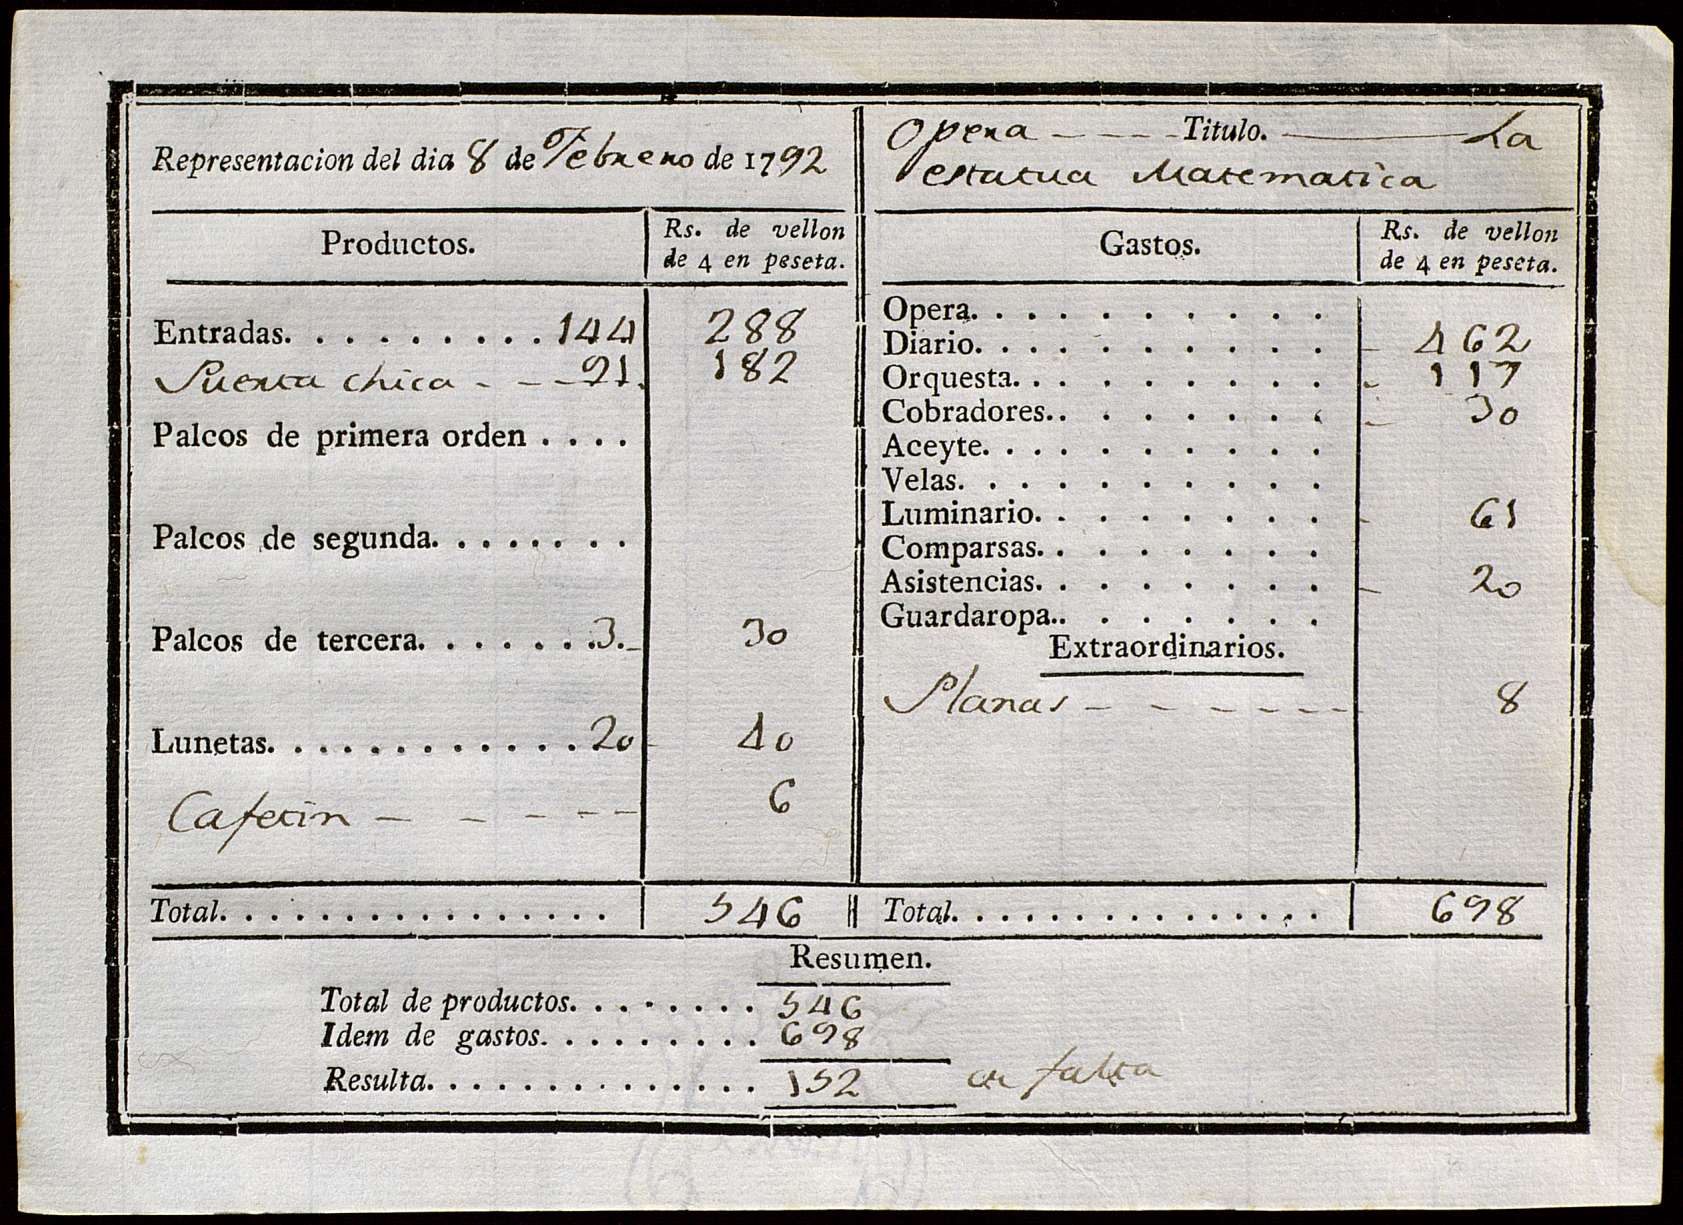 Representacion del dia 8 de Febrero de 1792
Productos.
Rs. de vellon
de 4 en peseta.
Entradas. . . . . . . . . 144 288
Puerta chica - - - 91. 182
Palcos de primera orden . . . .
Palcos de segunda. . . . . . . .
Palcos de tercera. . . . . . . 3. 30
Lunetas. . . . . . . . . . . . . 20 40
Cafetin - - - - - 6
Total. . . . . . . . . . . . . . . . 546
Opera - - - - Titulo. La
estatua Matematica
Gastos.
Rs. de vellon
de 4 en peseta.
Opera. . . . . . . . . .
Diario. . . . . . . . . . 462
Orquesta. . . . . . . . . 117
Cobradores. . . . . . . . 30
Aceyte. . . . . . . . . .
Velas. . . . . . . . . .
Luminario. . . . . . . . 61
Comparsas. . . . . . . .
Asistencias. . . . . . . . 20
Guardaropa.. . . . . . .
Extraordinarios.
Planas - - - - - - 8
Total. . . . . . . . . . . . . . . . 698
Resumen.
Total de productos. . . . . . . . 546
Idem de gastos. . . . . . . . . 698
Resulta. . . . . . . . . . . . . . 152 en falta